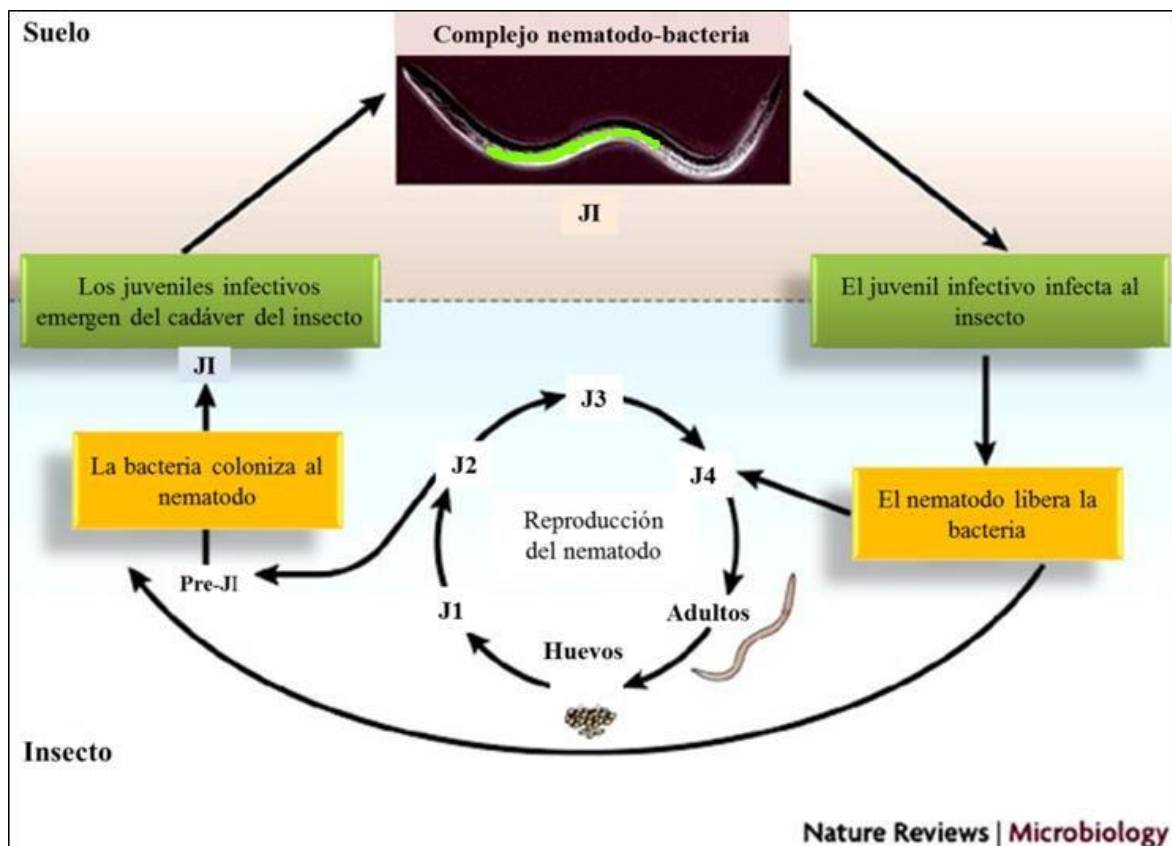 Suelo
Complejo nematodo-bacteria
JI
Los juveniles infectivos
emergen del cadáver del insecto
El juvenil infectivo infecta al
insecto
JI
J3
La bacteria coloniza al
nematodo
J2
J4
El nematodo libera la
bacteria
Reproducción
del nematodo
Pre-JI
J1
Adultos
Huevos
Insecto
Nature Reviews | Microbiology